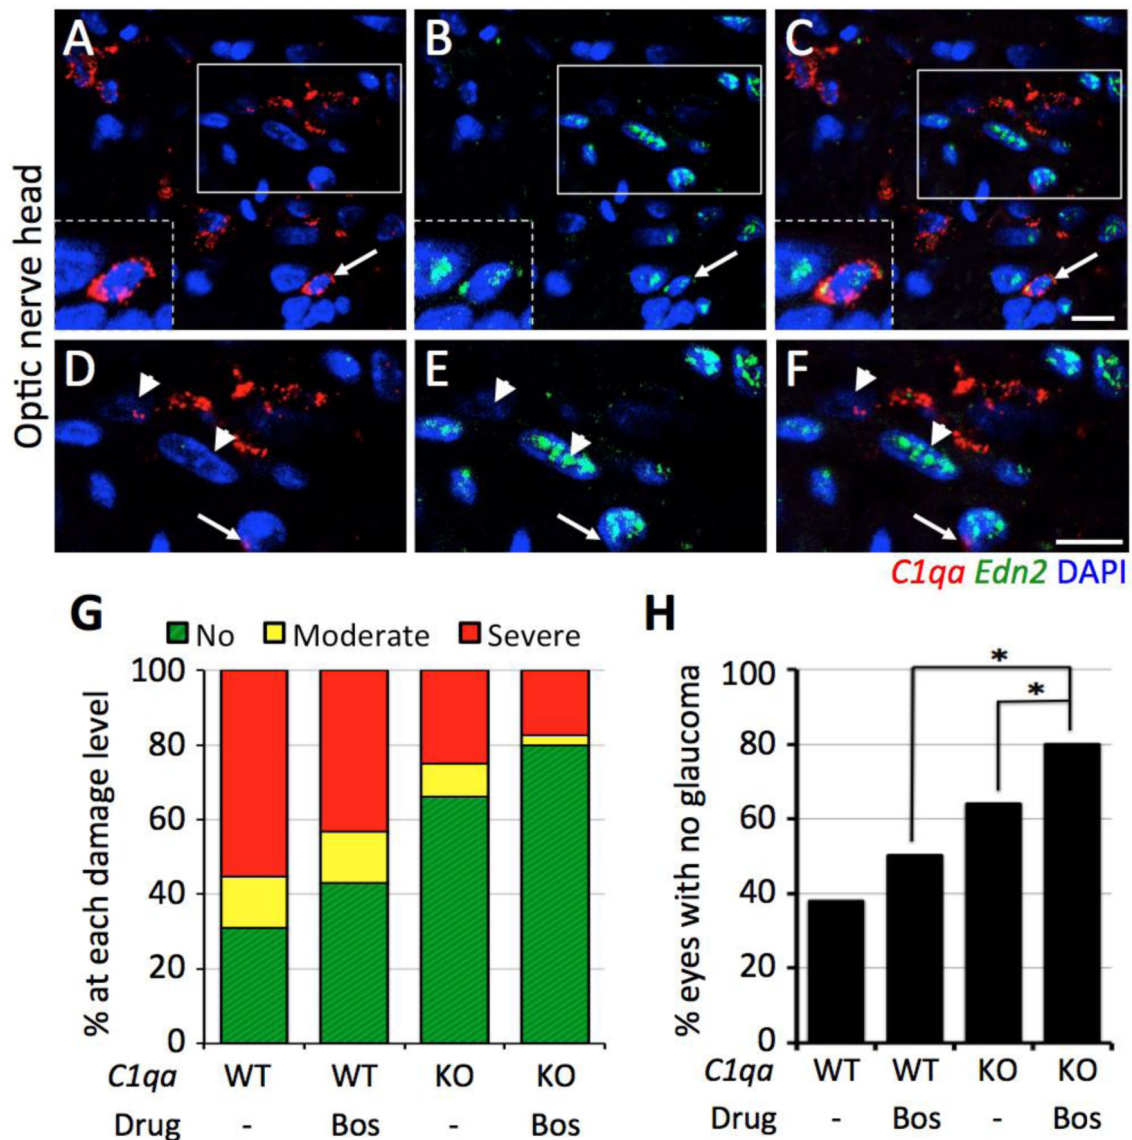 A B C
Optic nerve head
D E F
C1qa Edn2 DAPI
G
No Moderate Severe
% at each damage level
100
80
60
40
20
0
C1qa WT WT KO KO
Drug - Bos - Bos
H
% eyes with no glaucoma
100
80
60
40
20
0
*
*
C1qa WT WT KO KO
Drug - Bos - Bos